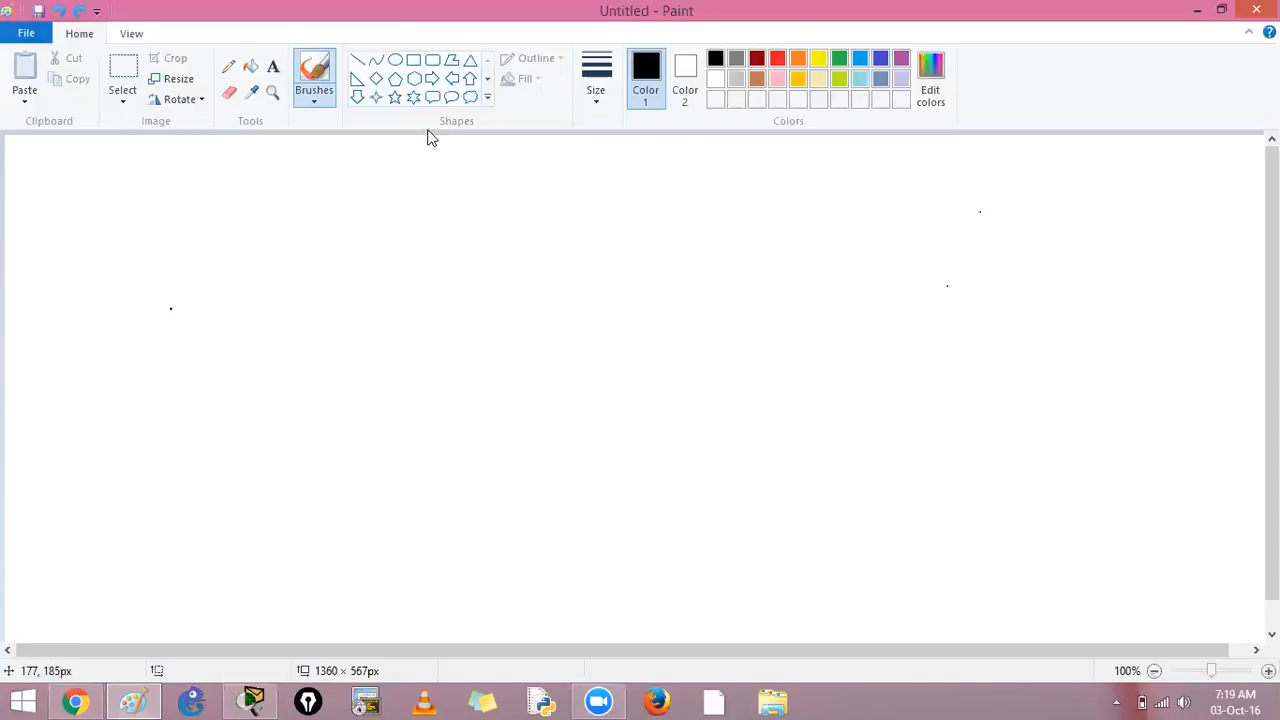 Untitled - Paint
File Home View
Paste Cut Copy Clipboard
Select Crop Resize Rotate Image
A
Tools
Brushes
Shapes
Outline
Fill
Size
Color 1
Color 2
Edit colors
Colors
177, 185px
1360 × 567px
100%
7:19 AM
03-Oct-16